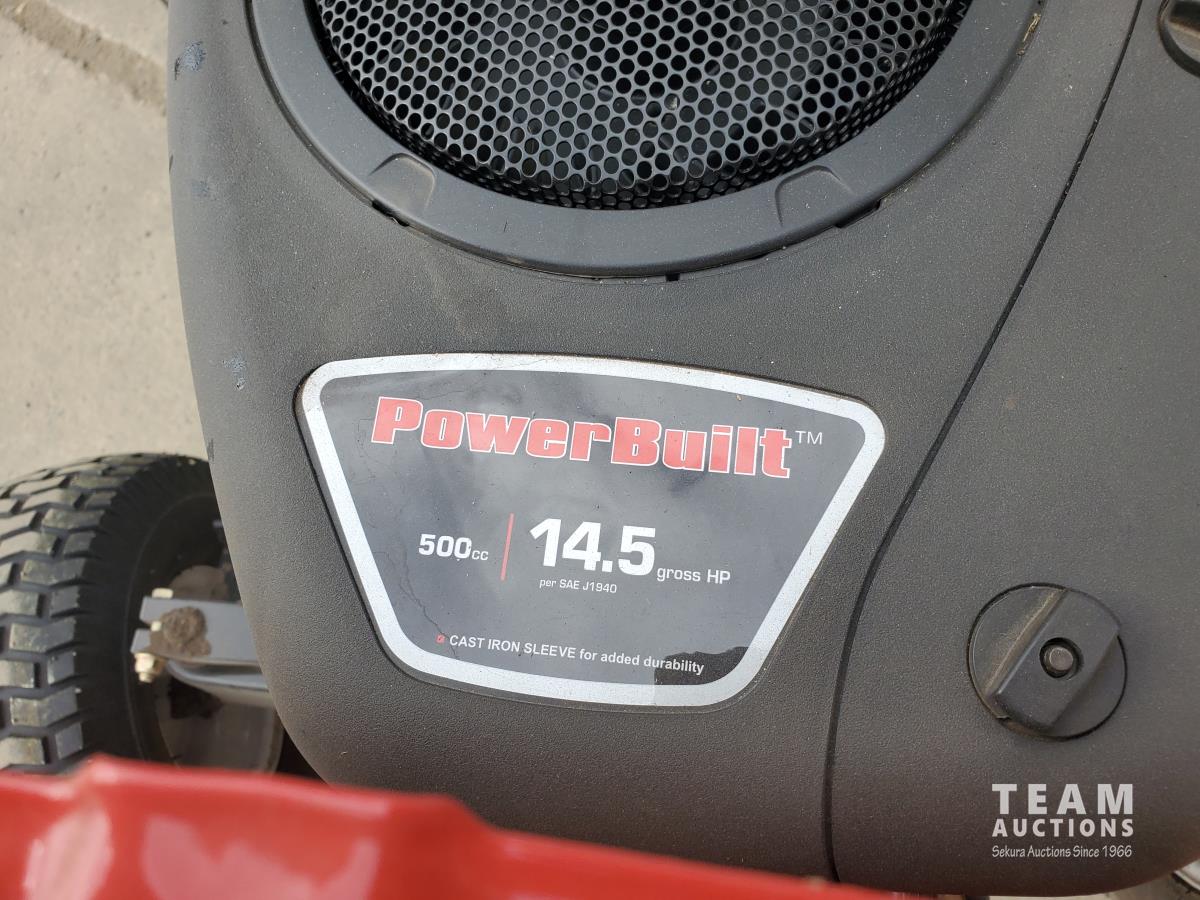 PowerBuilt™
500cc | 14.5 gross HP
per SAE J1940
CAST IRON SLEEVE for added durability
TEAM
AUCTIONS
Sekura Auctions Since 1966